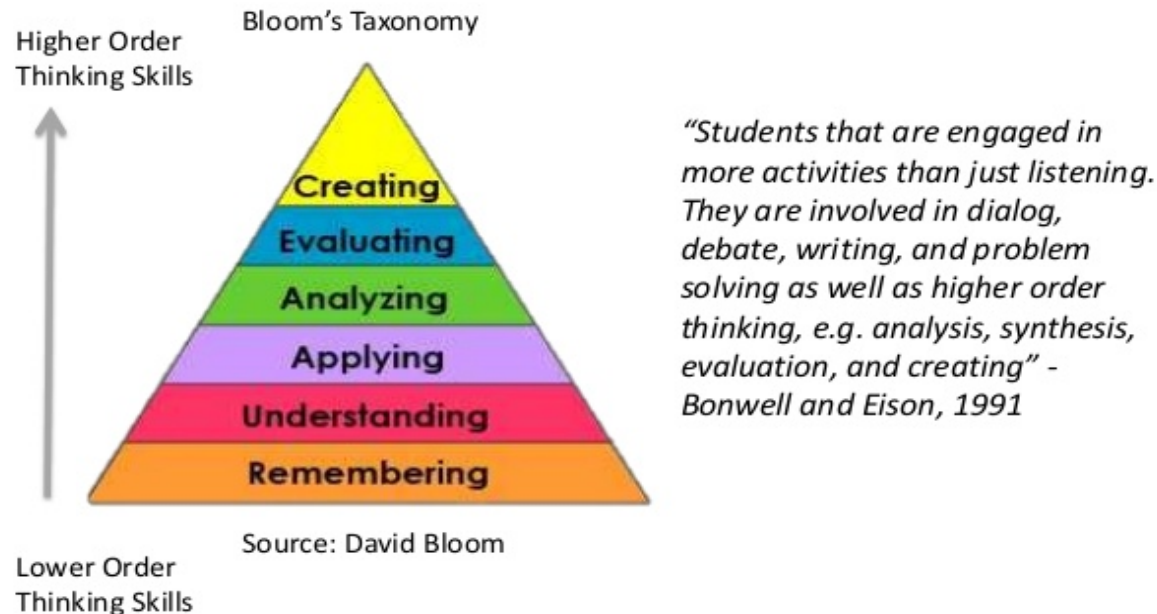 Bloom’s Taxonomy
Higher Order
Thinking Skills
Creating
Evaluating
Analyzing
Applying
Understanding
Remembering
Source: David Bloom
Lower Order
Thinking Skills
“Students that are engaged in
more activities than just listening.
They are involved in dialog,
debate, writing, and problem
solving as well as higher order
thinking, e.g. analysis, synthesis,
evaluation, and creating” -
Bonwell and Eison, 1991